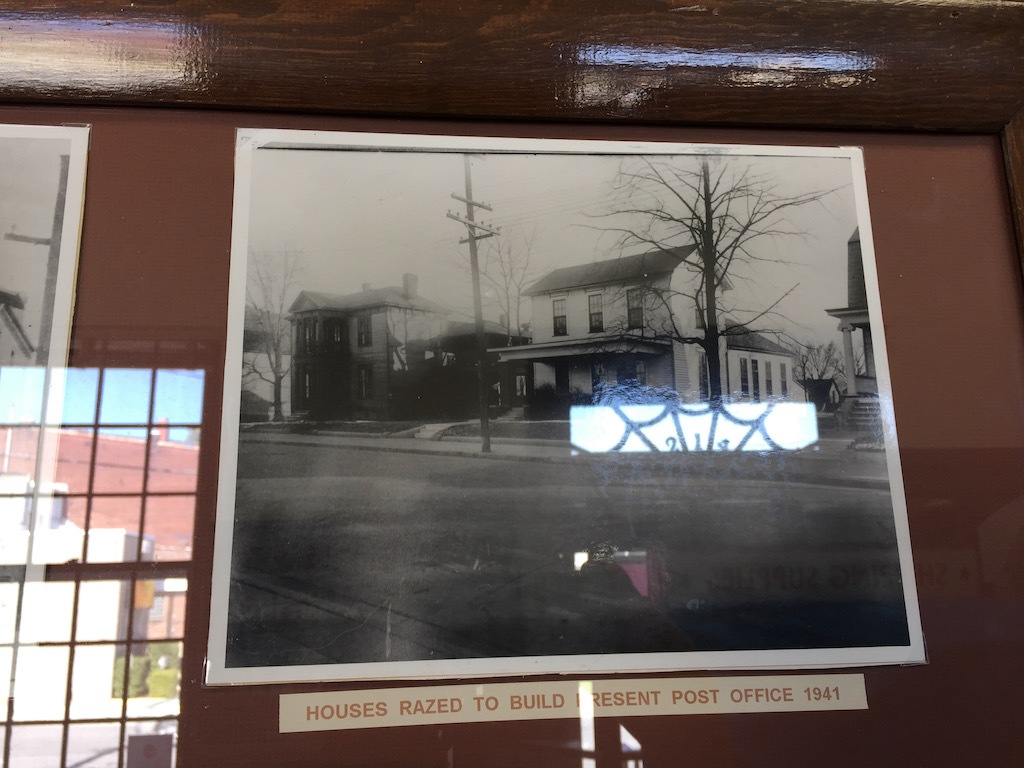 HOUSES RAZED TO BUILD PRESENT POST OFFICE 1941